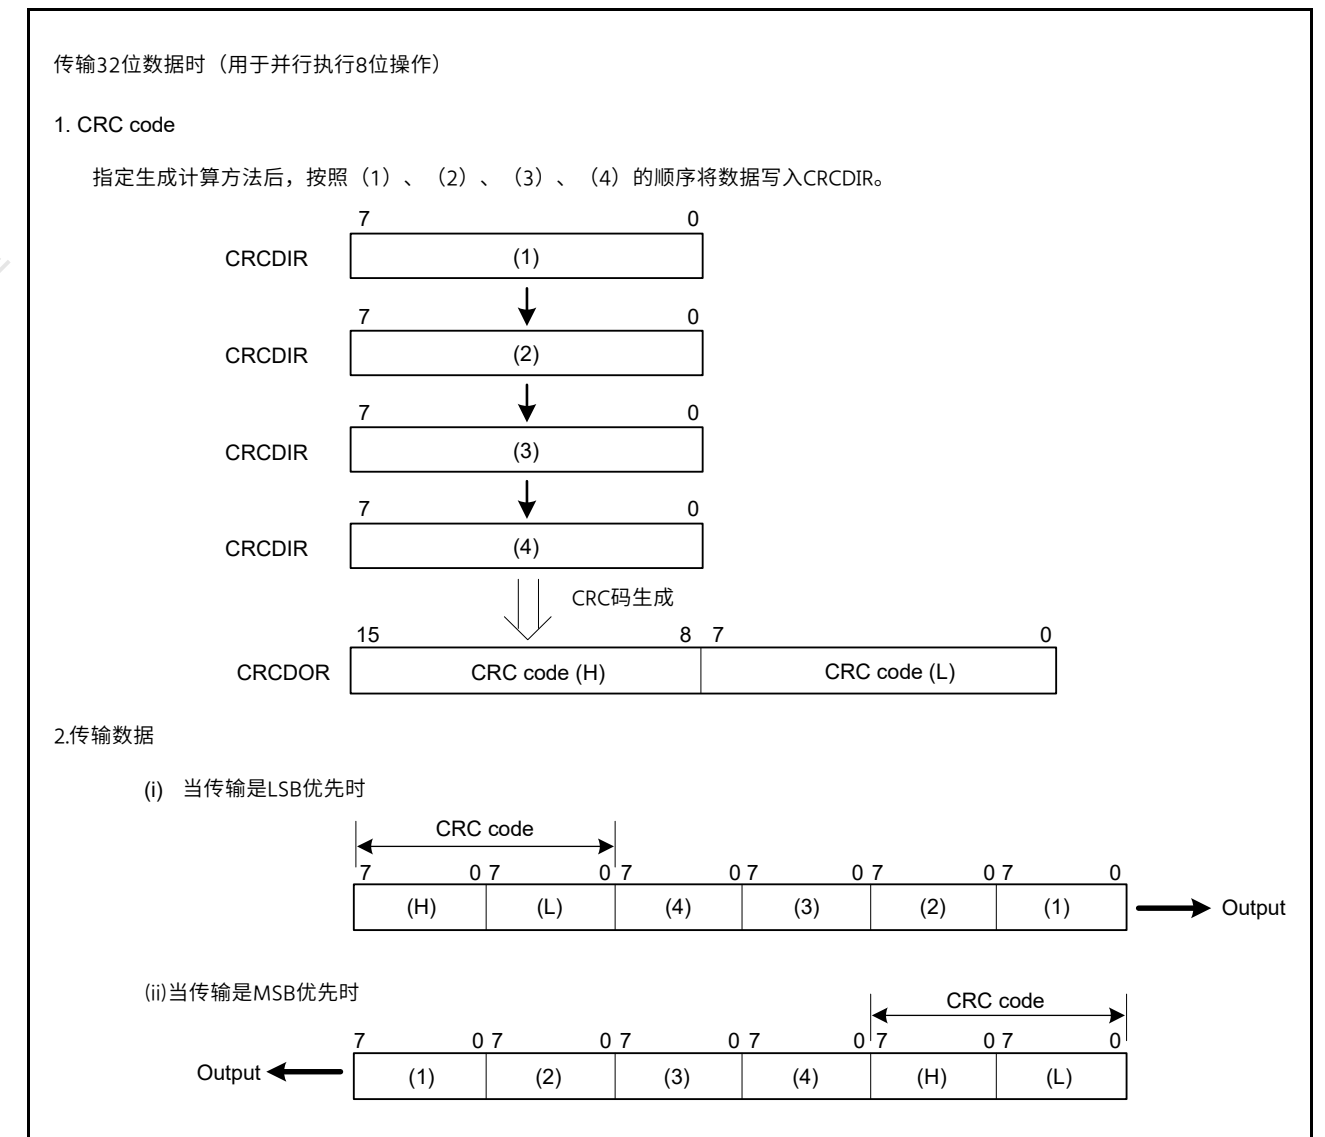 传输32位数据时（用于并行执行8位操作）
1. CRC code
指定生成计算方法后，按照（1）、（2）、（3）、（4）的顺序将数据写入CRCDIR。
7 0
CRCDIR (1)
7 0
CRCDIR (2)
7 0
CRCDIR (3)
7 0
CRCDIR (4)
CRC码生成
15 8 7 0
CRCDOR CRC code (H) CRC code (L)
2.传输数据
(i) 当传输是LSB优先时
CRC code
7 0 7 0 7 0 7 0 7 0 7 0
(H) (L) (4) (3) (2) (1) Output
(ii)当传输是MSB优先时
CRC code
7 0 7 0 7 0 7 0 7 0 7 0
Output (1) (2) (3) (4) (H) (L)